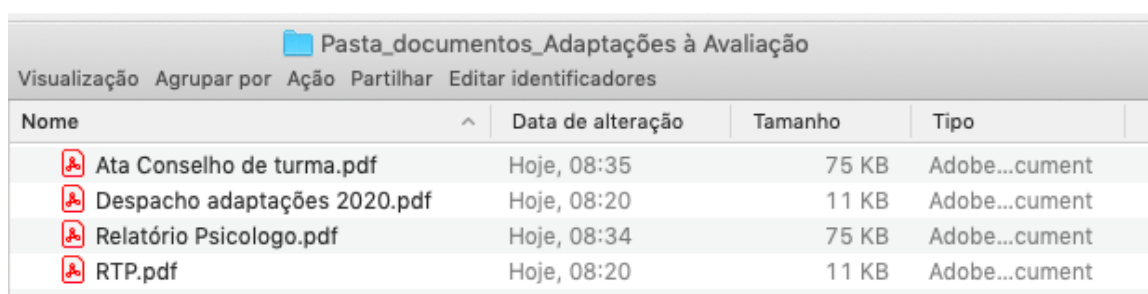 Pasta_documentos_Adaptações à Avaliação
Visualização Agrupar por Ação Partilhar Editar identificadores
Nome Data de alteração Tamanho Tipo
Ata Conselho de turma.pdf Hoje, 08:35 75 KB Adobe...cument
Despacho adaptações 2020.pdf Hoje, 08:20 11 KB Adobe...cument
Relatório Psicologo.pdf Hoje, 08:34 75 KB Adobe...cument
RTP.pdf Hoje, 08:20 11 KB Adobe...cument